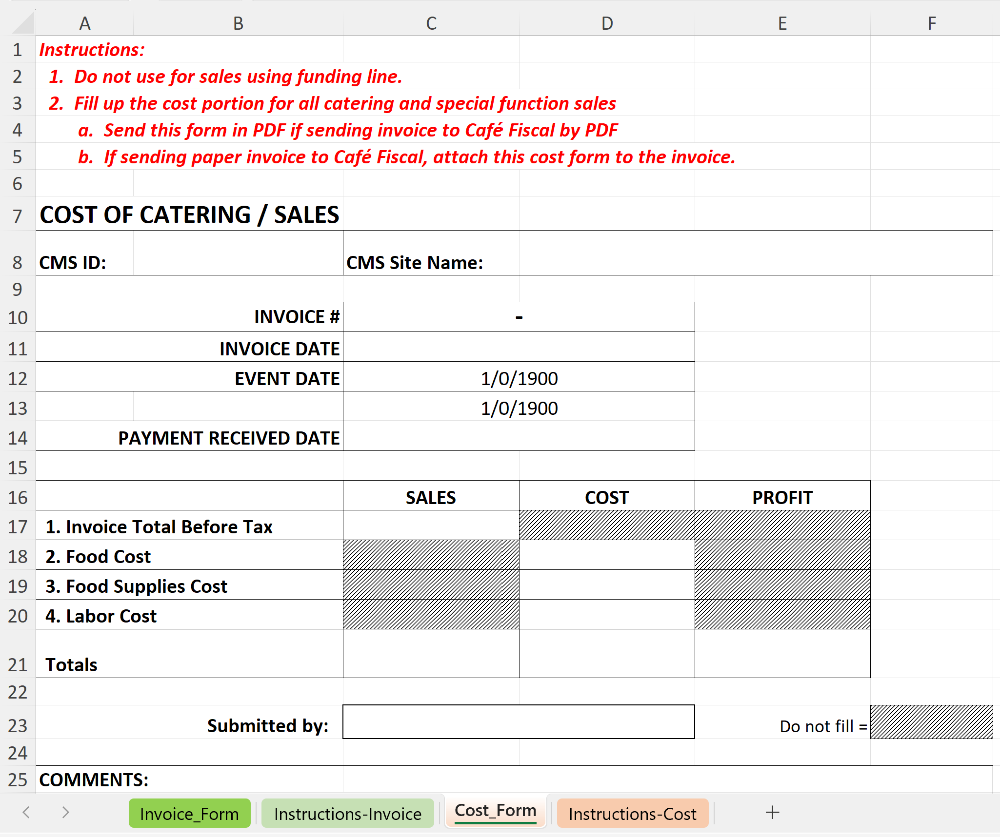 A B C D E F
1 Instructions:
2 1. Do not use for sales using funding line.
3 2. Fill up the cost portion for all catering and special function sales
4 a. Send this form in PDF if sending invoice to Café Fiscal by PDF
5 b. If sending paper invoice to Café Fiscal, attach this cost form to the invoice.
6
7 COST OF CATERING / SALES
8 CMS ID: CMS Site Name:
9
10 INVOICE # -
11 INVOICE DATE
12 EVENT DATE 1/0/1900
13 1/0/1900
14 PAYMENT RECEIVED DATE
15
16 SALES COST PROFIT
17 1. Invoice Total Before Tax
18 2. Food Cost
19 3. Food Supplies Cost
20 4. Labor Cost
21 Totals
22
23 Submitted by: Do not fill =
24
25 COMMENTS:
Invoice_Form Instructions-Invoice Cost_Form Instructions-Cost +